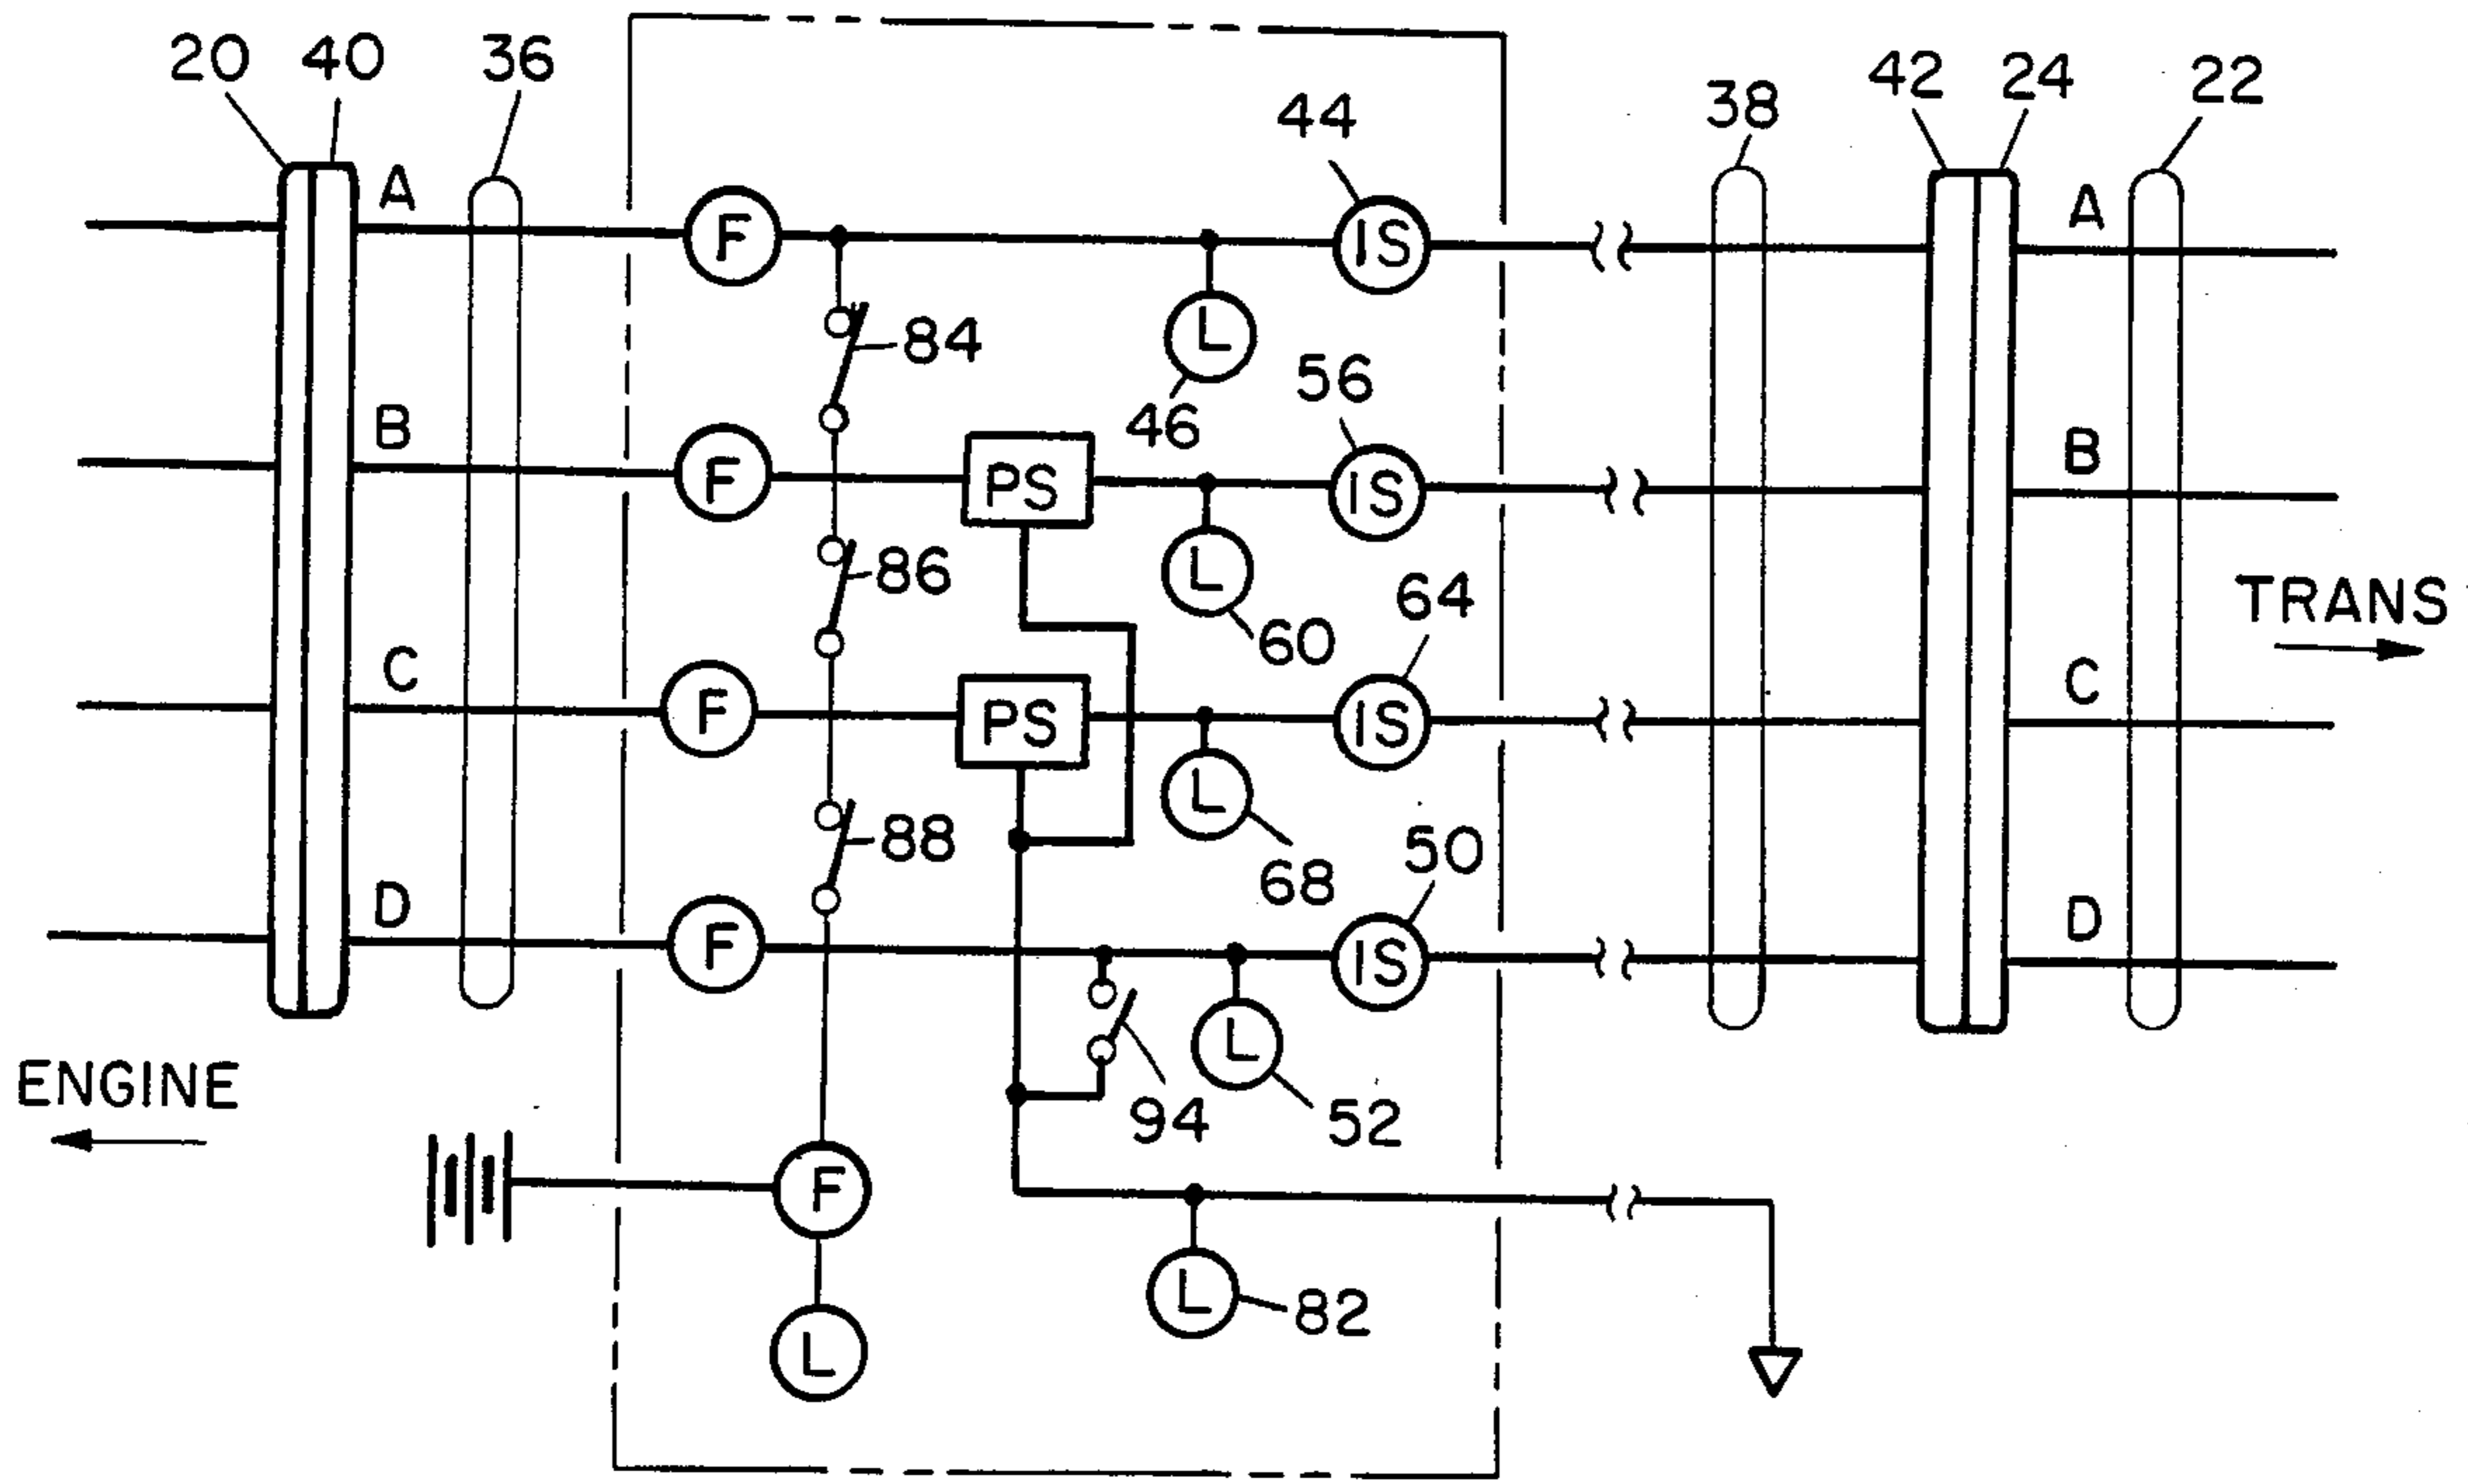 20 40 36 42 24 22
38
44
A F IS A
84 L
46 56
B F PS IS B
86 L
60 64
TRANS
C F PS IS C
88 L
68 50
D F IS D
L
ENGINE 94 52
F
L 82
L